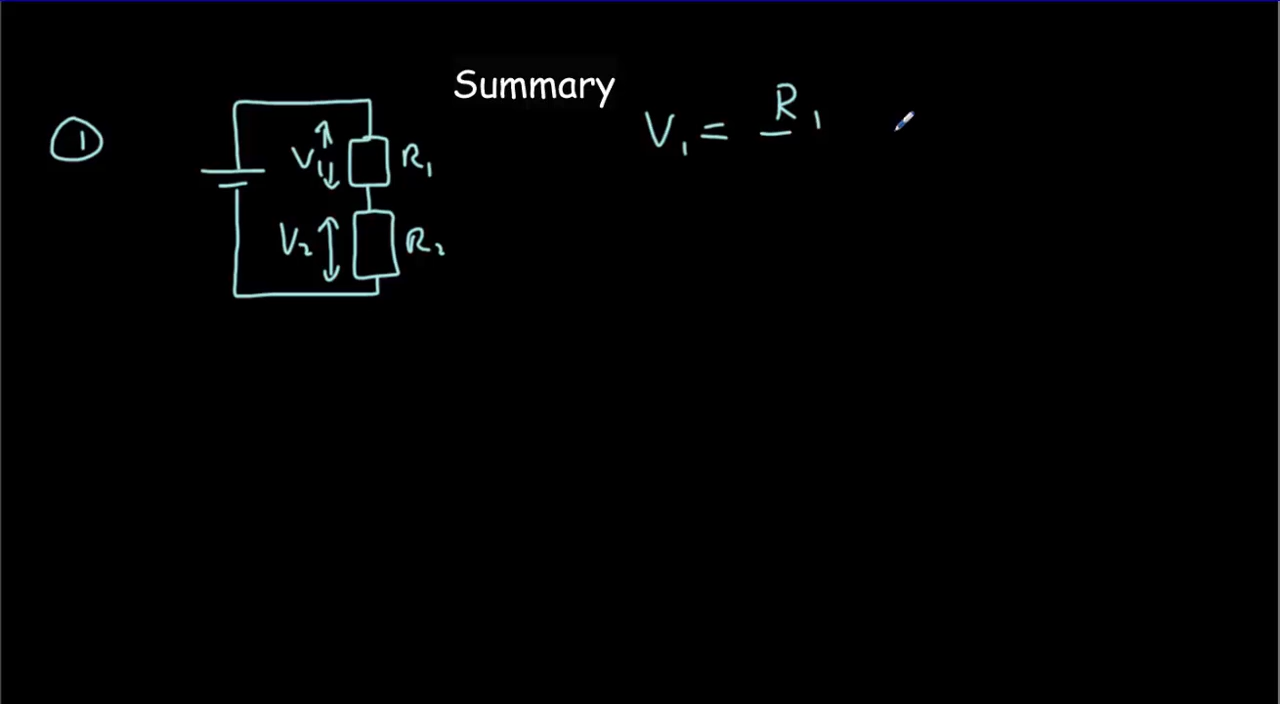 Summary
① V₁ R₁
V₂ R₂
V₁ = R₁